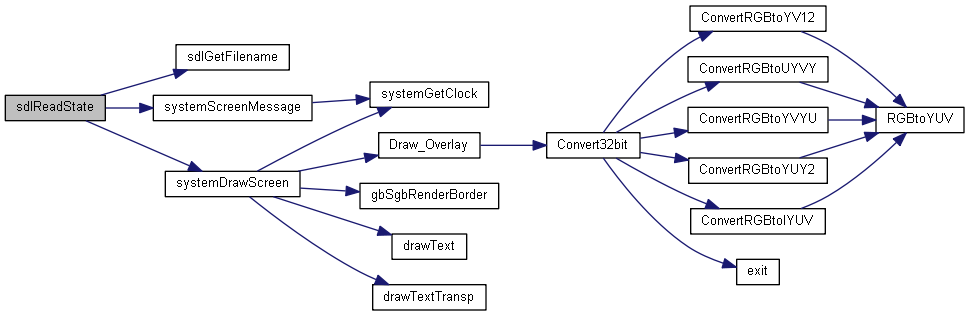 sdlReadState
sdlGetFilename
systemScreenMessage
systemDrawScreen
systemGetClock
Draw_Overlay
gbSgbRenderBorder
drawText
drawTextTransp
Convert32bit
ConvertRGBtoYV12
ConvertRGBtoUYVY
ConvertRGBtoYVYU
ConvertRGBtoYUY2
ConvertRGBtoIYUV
exit
RGBtoYUV